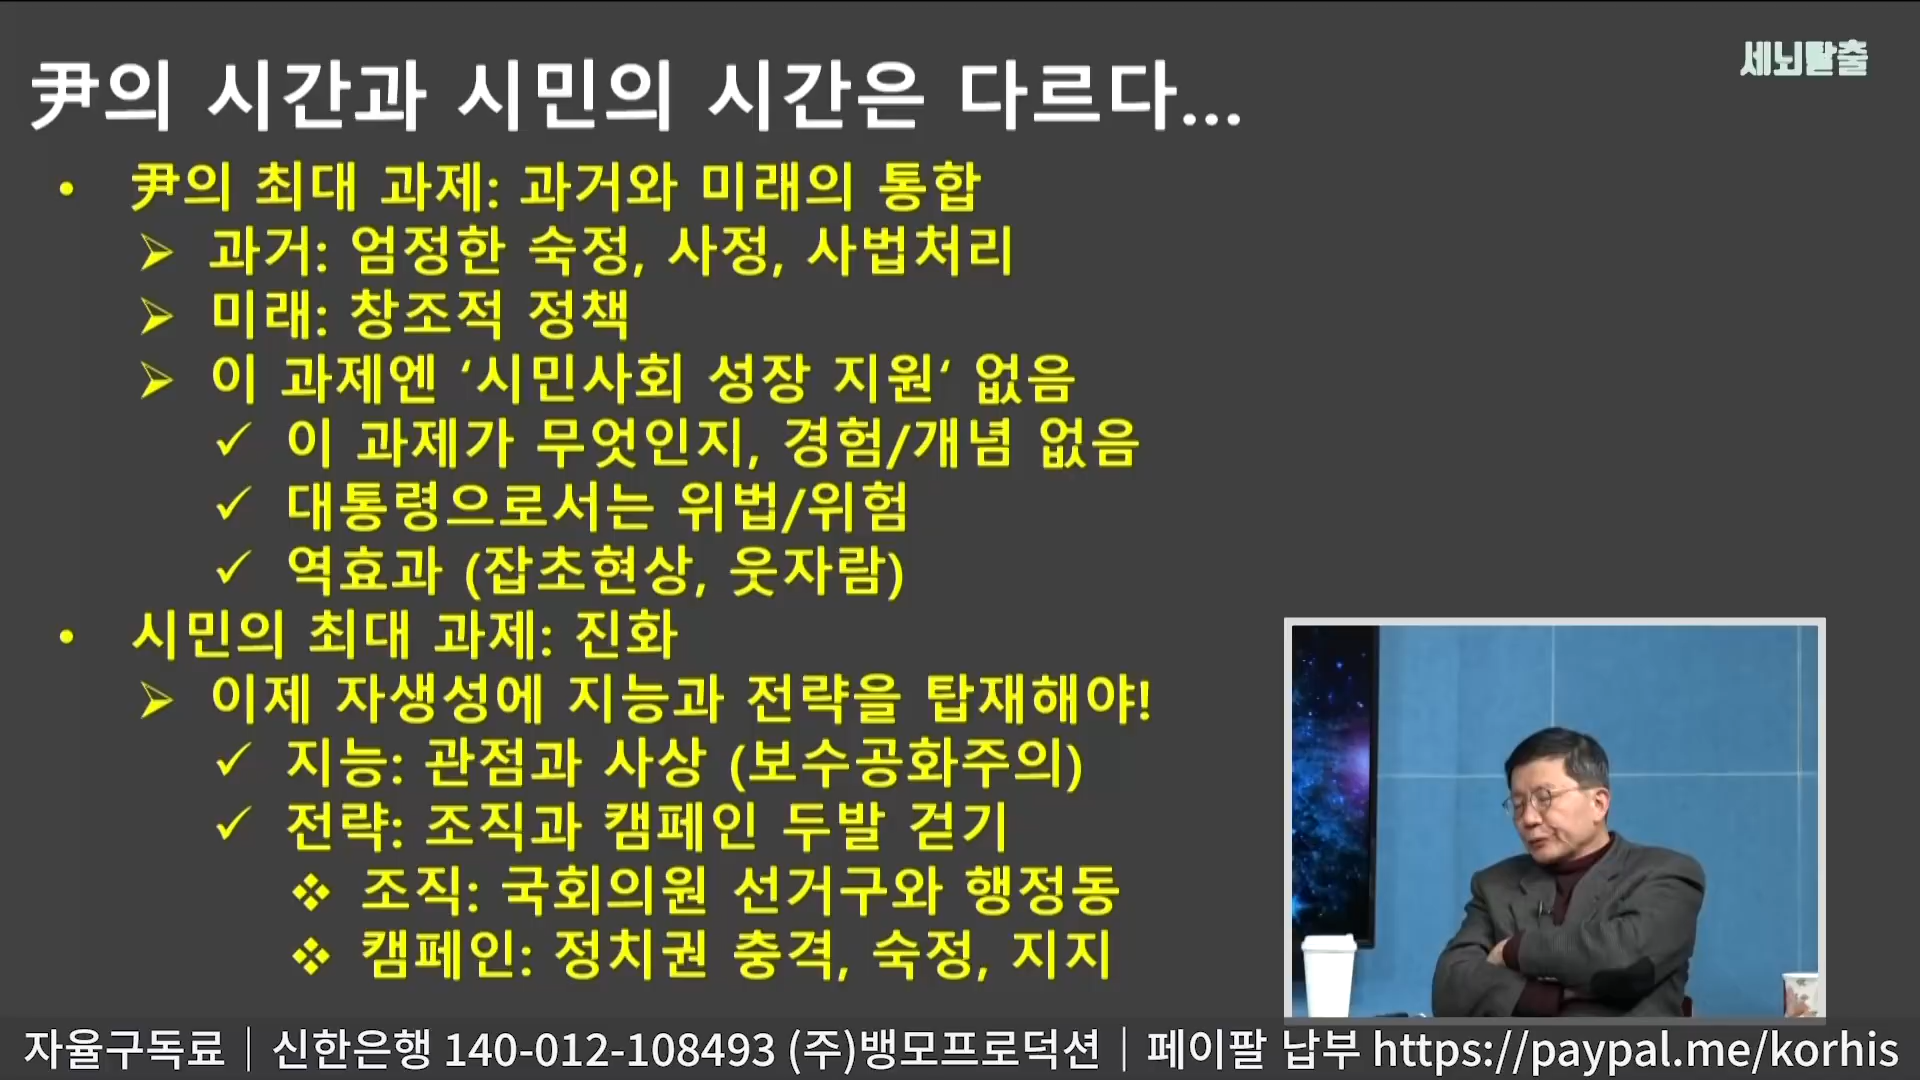 세뇌탈출
尹의 시간과 시민의 시간은 다르다...
• 尹의 최대 과제: 과거와 미래의 통합
➢ 과거: 엄정한 숙정, 사정, 사법처리
➢ 미래: 창조적 정책
➢ 이 과제엔 ‘시민사회 성장 지원‘ 없음
✓ 이 과제가 무엇인지, 경험/개념 없음
✓ 대통령으로서는 위법/위험
✓ 역효과 (잡초현상, 웃자람)
• 시민의 최대 과제: 진화
➢ 이제 자생성에 지능과 전략을 탑재해야!
✓ 지능: 관점과 사상 (보수공화주의)
✓ 전략: 조직과 캠페인 두발 걷기
❖ 조직: 국회의원 선거구와 행정동
❖ 캠페인: 정치권 충격, 숙정, 지지
자율구독료｜신한은행 140-012-108493 (주)뱅모프로덕션｜페이팔 납부 https://paypal.me/korhis